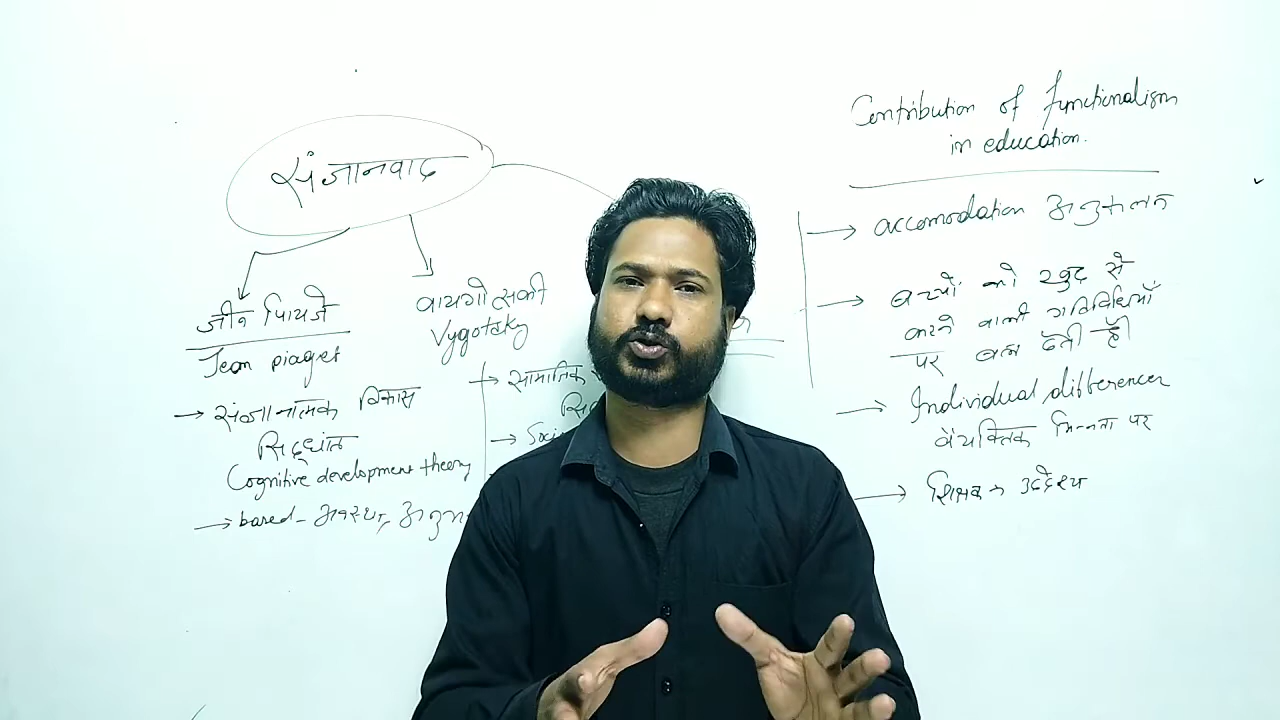 संज्ञानवाद
जीन पियाजे
Jean piaget
→ संज्ञानात्मक विकास
सिद्धांत
Cognitive development theory
→ based - अवस्था,
वायगोत्सकी
Vygotsky
→ सामाजिक
→
Contribution of functionalism
in education.
→ accomodation अनुकूलन
→ बच्चों को खुद से
करने वाली गतिविधियाँ
पर बल देती हैं
→ Individual differences
वैयक्तिक भिन्नता पर
→ शिक्षक → उद्देश्य